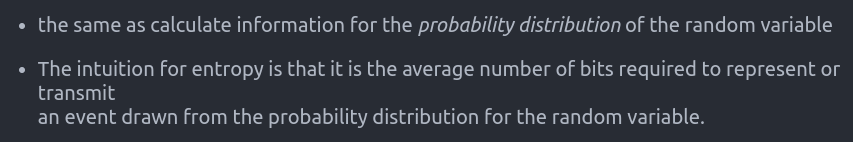 • the same as calculate information for the probability distribution of the random variable
• The intuition for entropy is that it is the average number of bits required to represent or
transmit
an event drawn from the probability distribution for the random variable.